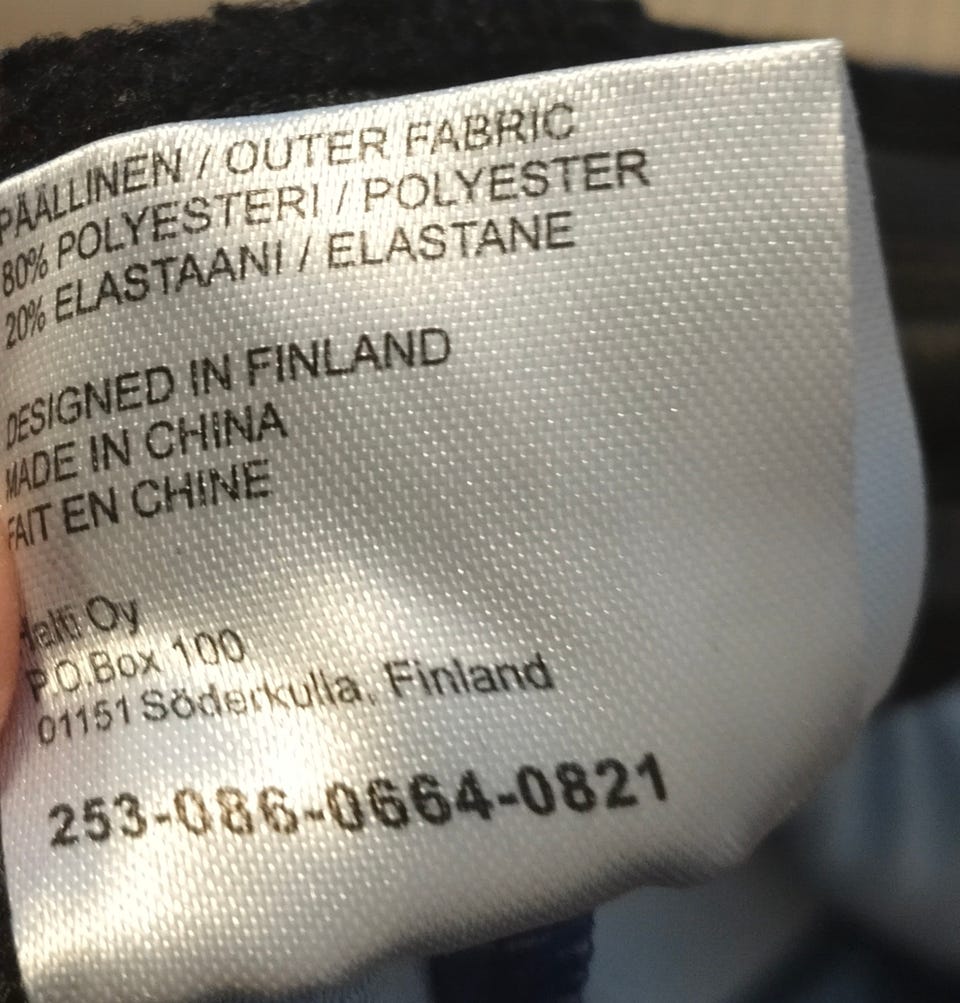 PÄÄLLINEN / OUTER FABRIC
80% POLYESTERI / POLYESTER
20% ELASTAANI / ELASTANE
DESIGNED IN FINLAND
MADE IN CHINA
FAIT EN CHINE
Halti Oy
P.O.Box 100
01151 Söderkulla, Finland
253-086-0664-0821